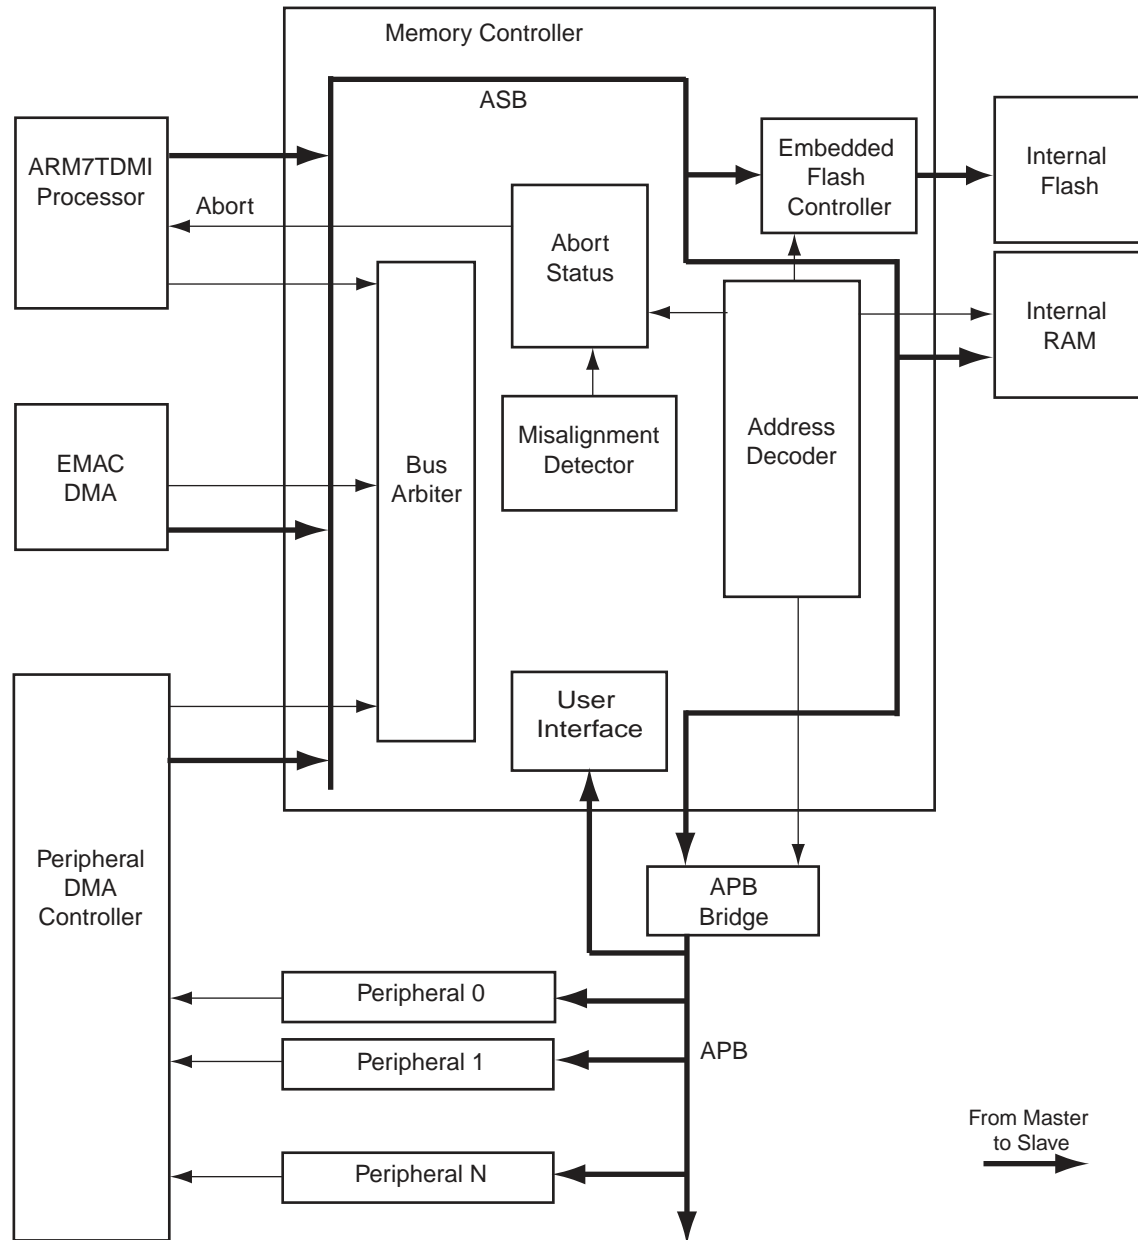 Memory Controller
ASB
ARM7TDMI
Processor
Abort
Embedded
Flash
Controller
Internal
Flash
Abort
Status
Internal
RAM
Misalignment
Detector
Address
Decoder
EMAC
DMA
Bus
Arbiter
User
Interface
Peripheral
DMA
Controller
APB
Bridge
Peripheral 0
Peripheral 1
APB
Peripheral N
From Master
to Slave